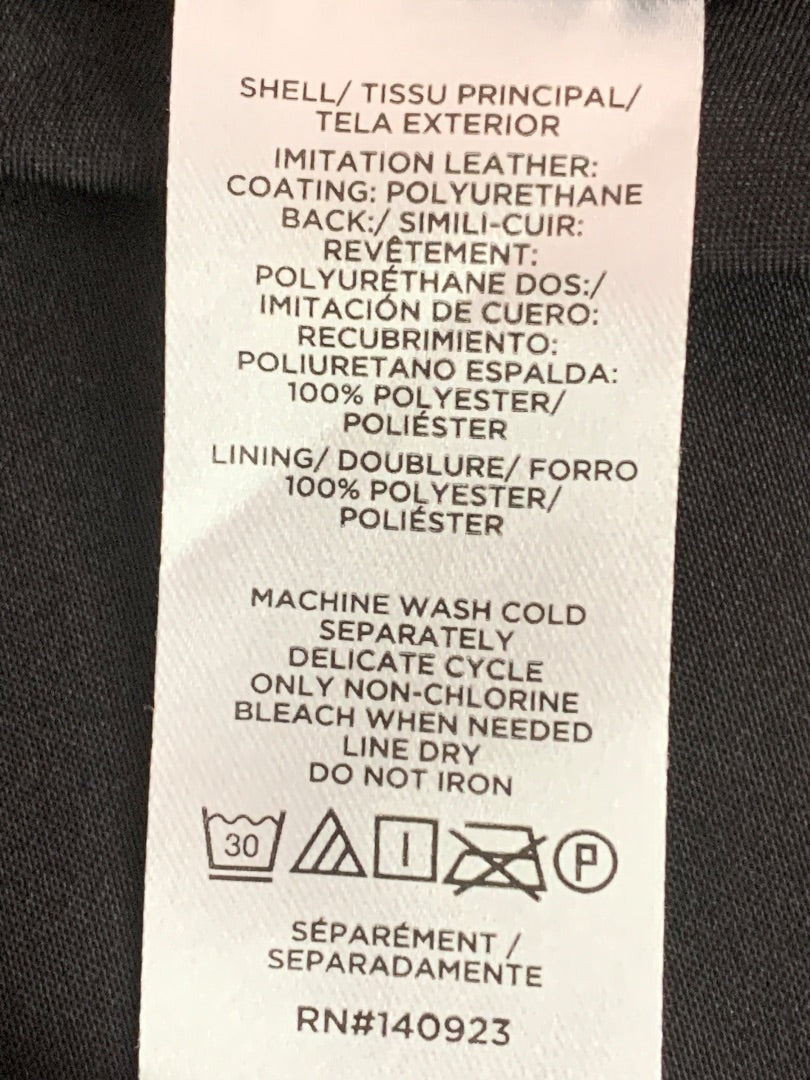 SHELL/ TISSU PRINCIPAL/
TELA EXTERIOR
IMITATION LEATHER:
COATING: POLYURETHANE
BACK:/ SIMILI-CUIR:
REVÊTEMENT:
POLYURÉTHANE DOS:/
IMITACIÓN DE CUERO:
RECUBRIMIENTO:
POLIURETANO ESPALDA:
100% POLYESTER/
POLIÉSTER
LINING/ DOUBLURE/ FORRO
100% POLYESTER/
POLIÉSTER
MACHINE WASH COLD
SEPARATELY
DELICATE CYCLE
ONLY NON-CHLORINE
BLEACH WHEN NEEDED
LINE DRY
DO NOT IRON
30 P
SÉPARÉMENT /
SEPARADAMENTE
RN#140923